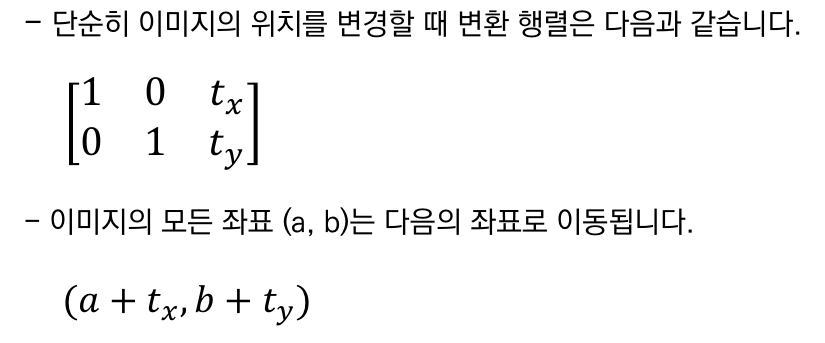 - 단순히 이미지의 위치를 변경할 때 변환 행렬은 다음과 같습니다.
[1 0 t_x
0 1 t_y]
- 이미지의 모든 좌표 (a, b)는 다음의 좌표로 이동됩니다.
(a + t_x, b + t_y)